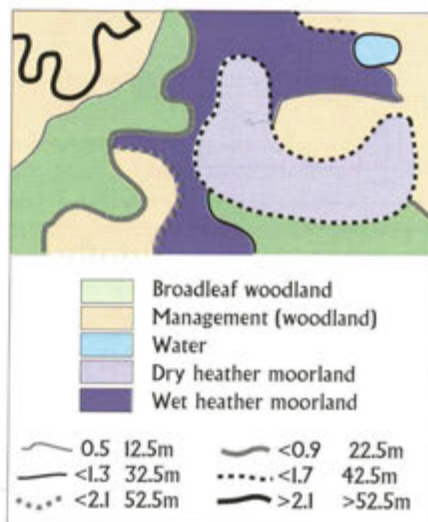 Broadleaf woodland
Management (woodland)
Water
Dry heather moorland
Wet heather moorland
0.5 12.5m <0.9 22.5m
<1.3 32.5m <1.7 42.5m
<2.1 52.5m >2.1 >52.5m